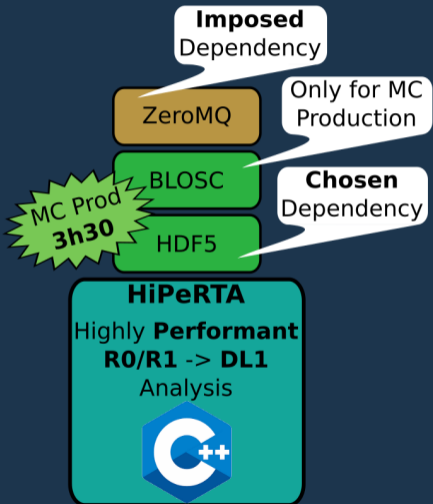 Imposed
Dependency
ZeroMQ
Only for MC
Production
BLOSC
MC Prod
3h30
Chosen
Dependency
HDF5
HiPeRTA
Highly Performant
R0/R1 -> DL1
Analysis
C++